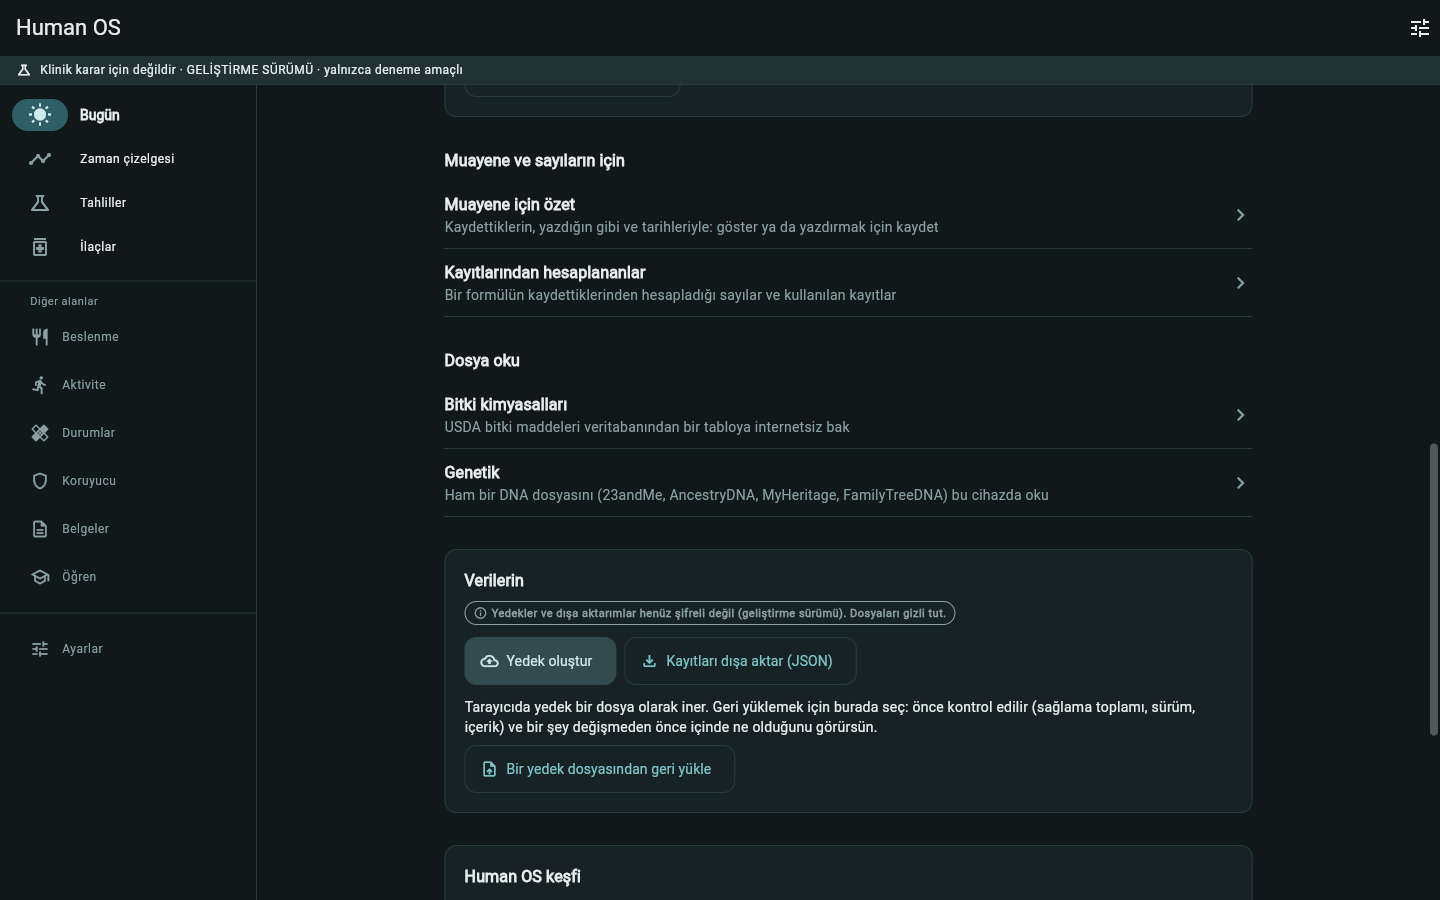 Human OS
Klinik karar için değildir · GELİŞTİRME SÜRÜMÜ · yalnızca deneme amaçlı
Bugün
Zaman çizelgesi
Tahliller
İlaçlar
Diğer alanlar
Beslenme
Aktivite
Durumlar
Koruyucu
Belgeler
Öğren
Ayarlar
Muayene ve sayıların için
Muayene için özet
Kaydettiklerin, yazdığın gibi ve tarihleriyle: göster ya da yazdırmak için kaydet
Kayıtlarından hesaplananlar
Bir formülün kaydettiklerinden hesapladığı sayılar ve kullanılan kayıtlar
Dosya oku
Bitki kimyasalları
USDA bitki maddeleri veritabanından bir tabloya internetsiz bak
Genetik
Ham bir DNA dosyasını (23andMe, AncestryDNA, MyHeritage, FamilyTreeDNA) bu cihazda oku
Verilerin
Yedekler ve dışa aktarımlar henüz şifreli değil (geliştirme sürümü). Dosyaları gizli tut.
Yedek oluştur
Kayıtları dışa aktar (JSON)
Tarayıcıda yedek bir dosya olarak iner. Geri yüklemek için burada seç: önce kontrol edilir (sağlama toplamı, sürüm,
içerik) ve bir şey değişmeden önce içinde ne olduğunu görürsün.
Bir yedek dosyasından geri yükle
Human OS keşfi